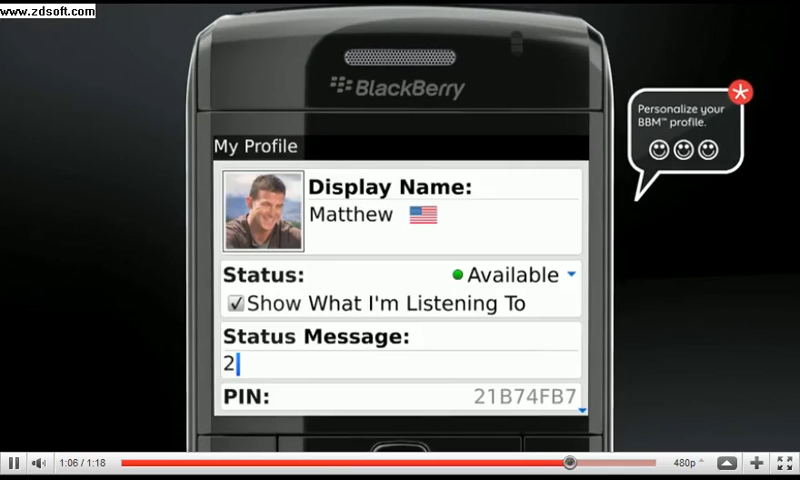 www.zdsoft.com
BlackBerry
Personalize your
BBM™ profile.
My Profile
Display Name:
Matthew
Status:
Available
Show What I'm Listening To
Status Message:
2
PIN:
21B74FB7
1:06 / 1:18
480p